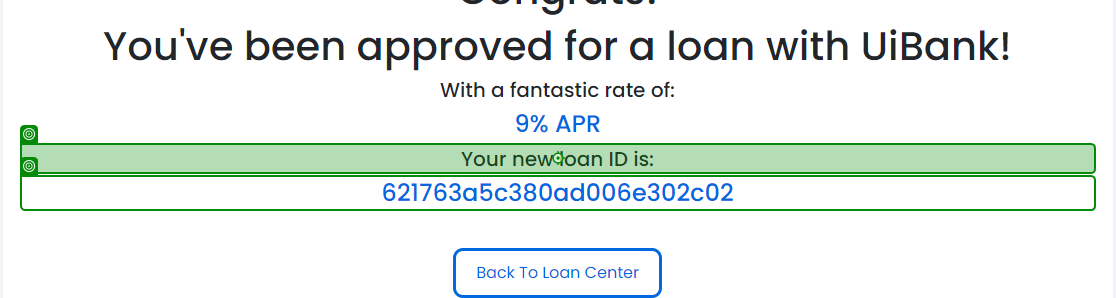 Congrats!
You've been approved for a loan with UiBank!
With a fantastic rate of:
9% APR
Your new loan ID is:
621763a5c380ad006e302c02
Back To Loan Center